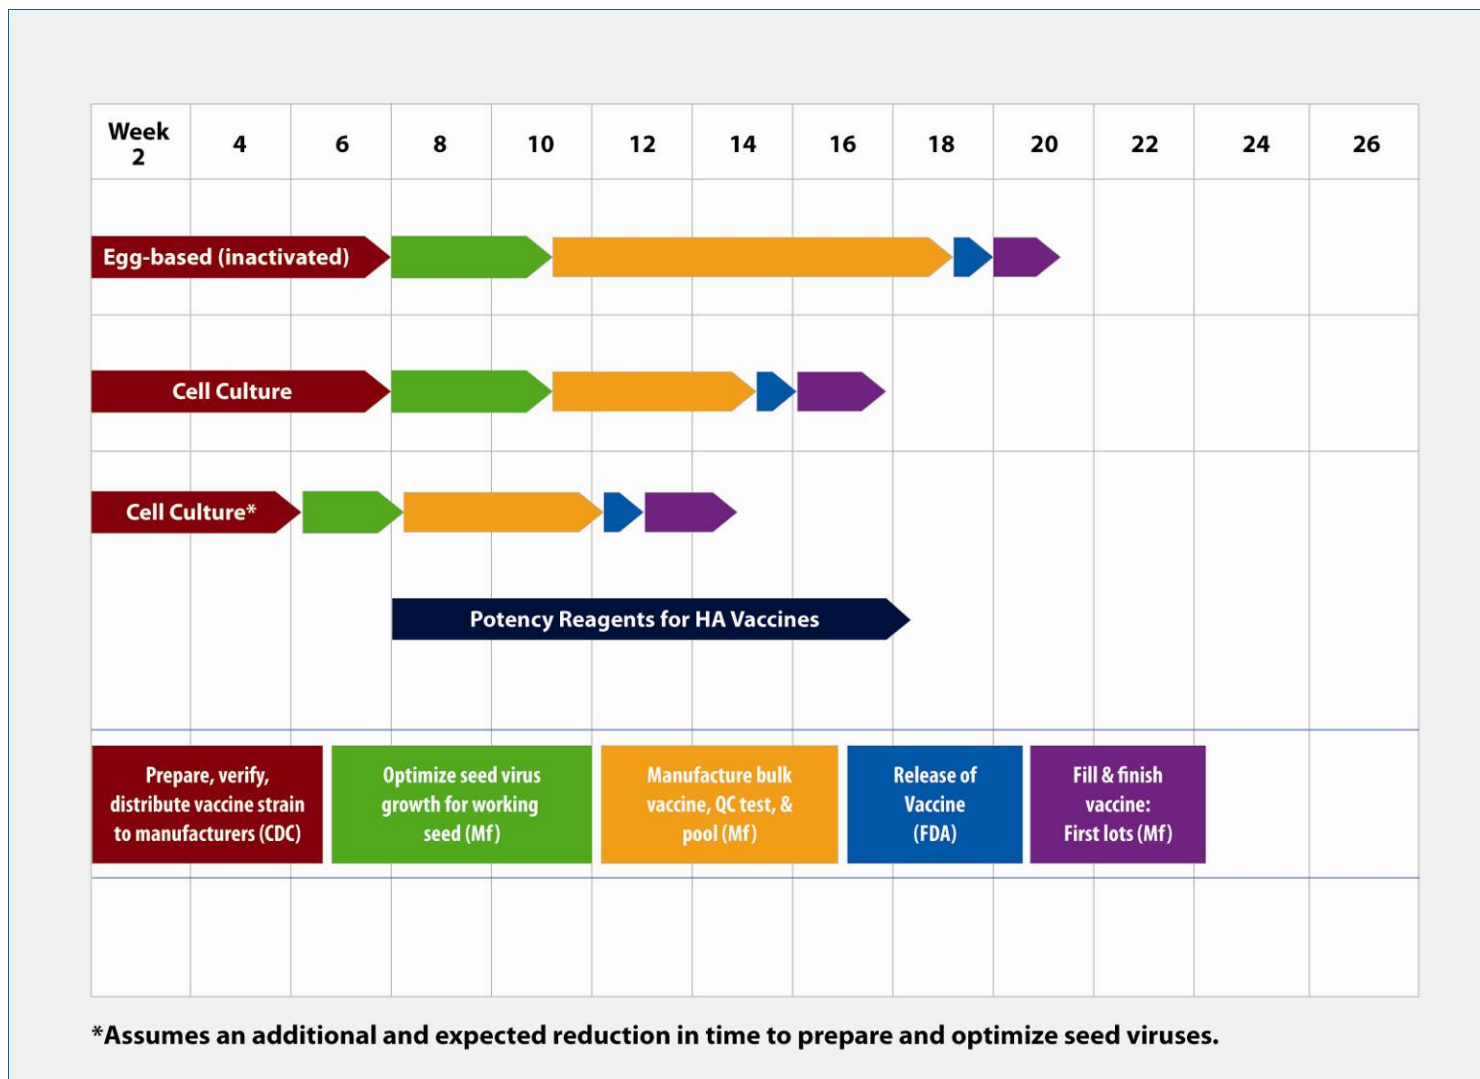 Week
2
4
6
8
10
12
14
16
18
20
22
24
26
Egg-based (inactivated)
Cell Culture
Cell Culture*
Potency Reagents for HA Vaccines
Prepare, verify,
distribute vaccine strain
to manufacturers (CDC)
Optimize seed virus
growth for working
seed (Mf)
Manufacture bulk
vaccine, QC test, &
pool (Mf)
Release of
Vaccine
(FDA)
Fill & finish
vaccine:
First lots (Mf)
*Assumes an additional and expected reduction in time to prepare and optimize seed viruses.